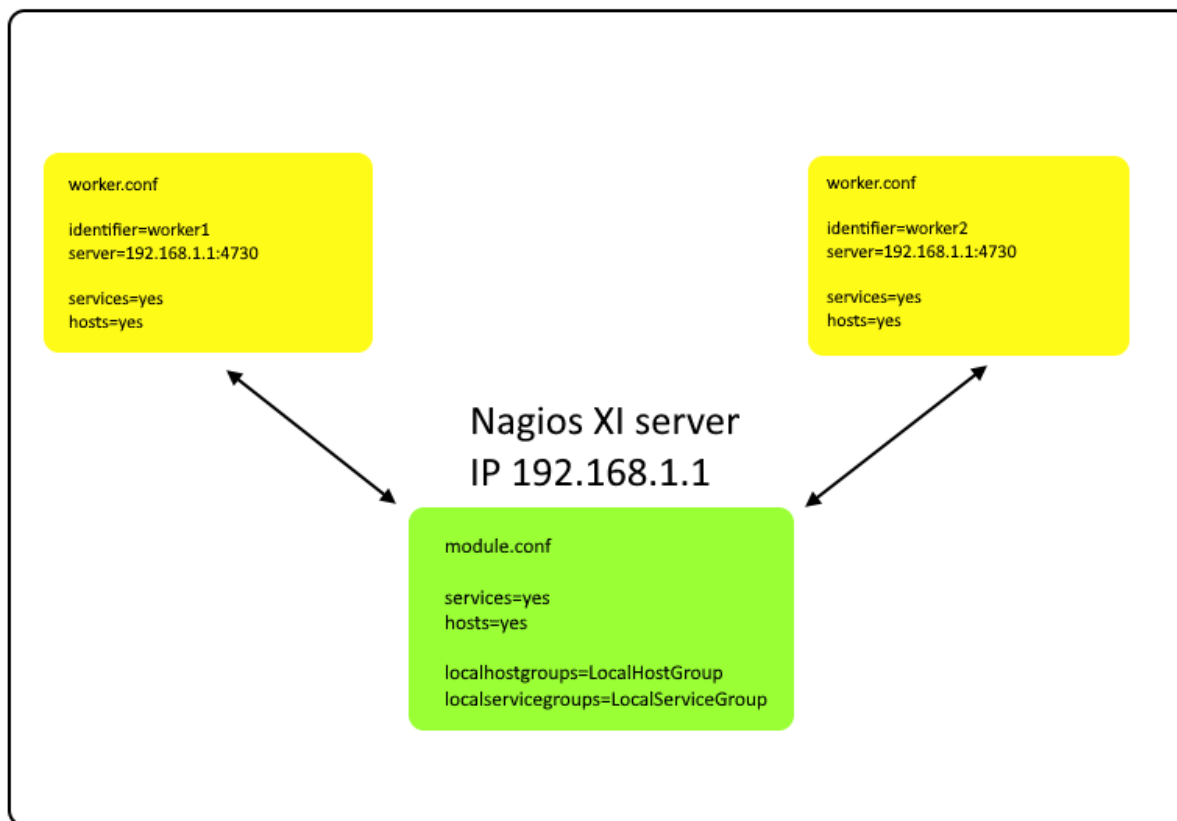 worker.conf
identifier=worker1
server=192.168.1.1:4730
services=yes
hosts=yes
worker.conf
identifier=worker2
server=192.168.1.1:4730
services=yes
hosts=yes
Nagios XI server
IP 192.168.1.1
module.conf
services=yes
hosts=yes
localhostgroups=LocalHostGroup
localservicegroups=LocalServiceGroup